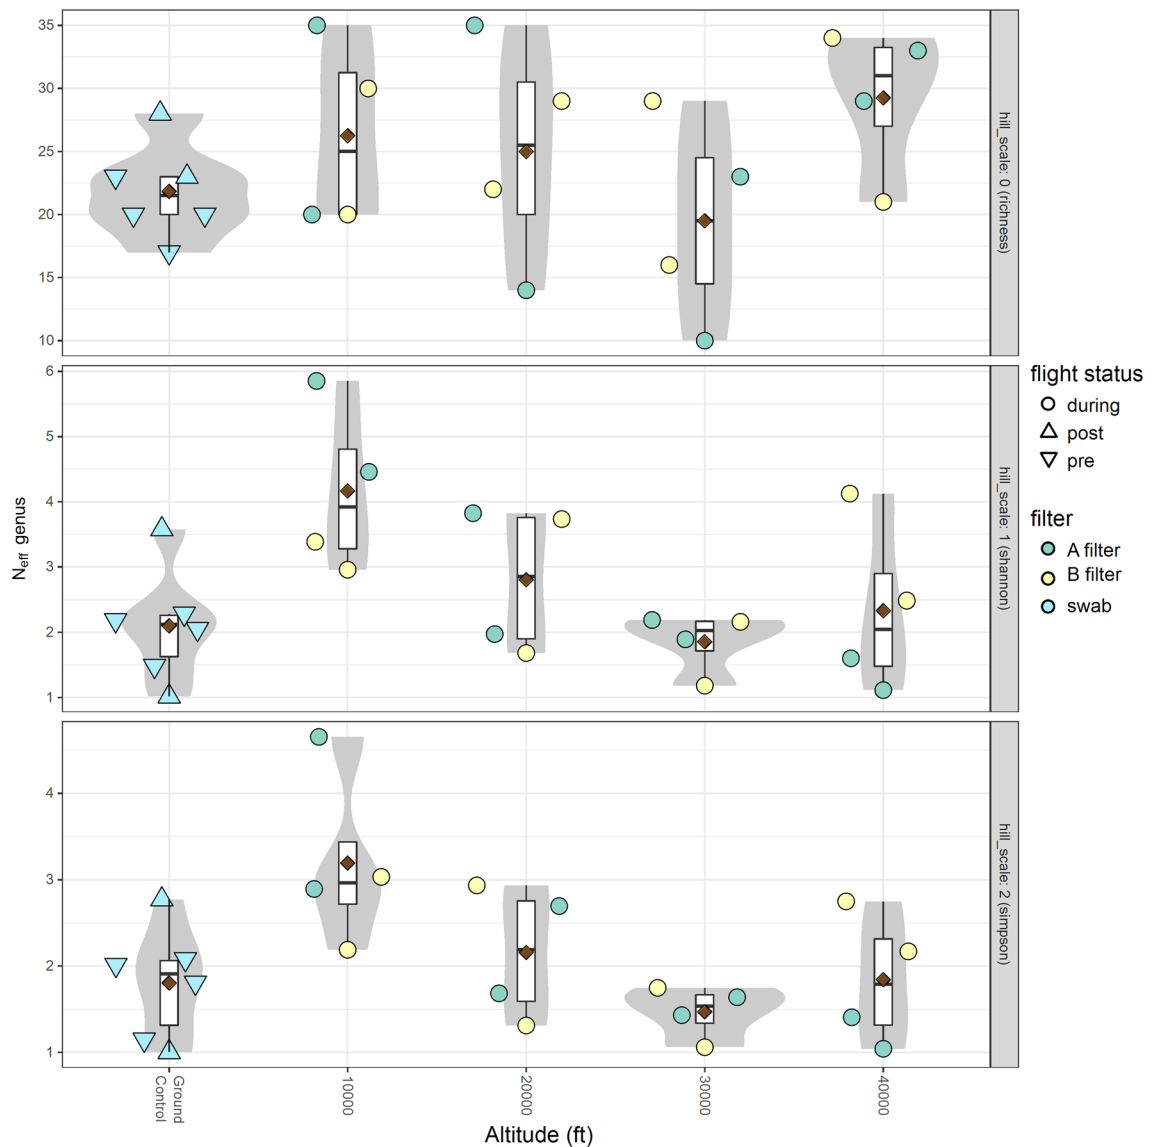 35
30
25
20
15
10
hill_scale: 0 (richness)
6
5
4
3
2
1
hill_scale: 1 (shannon)
4
3
2
1
hill_scale: 2 (simpson)
Neff genus
Ground
Control
10000
20000
30000
40000
Altitude (ft)
flight status
during
post
pre
filter
A filter
B filter
swab